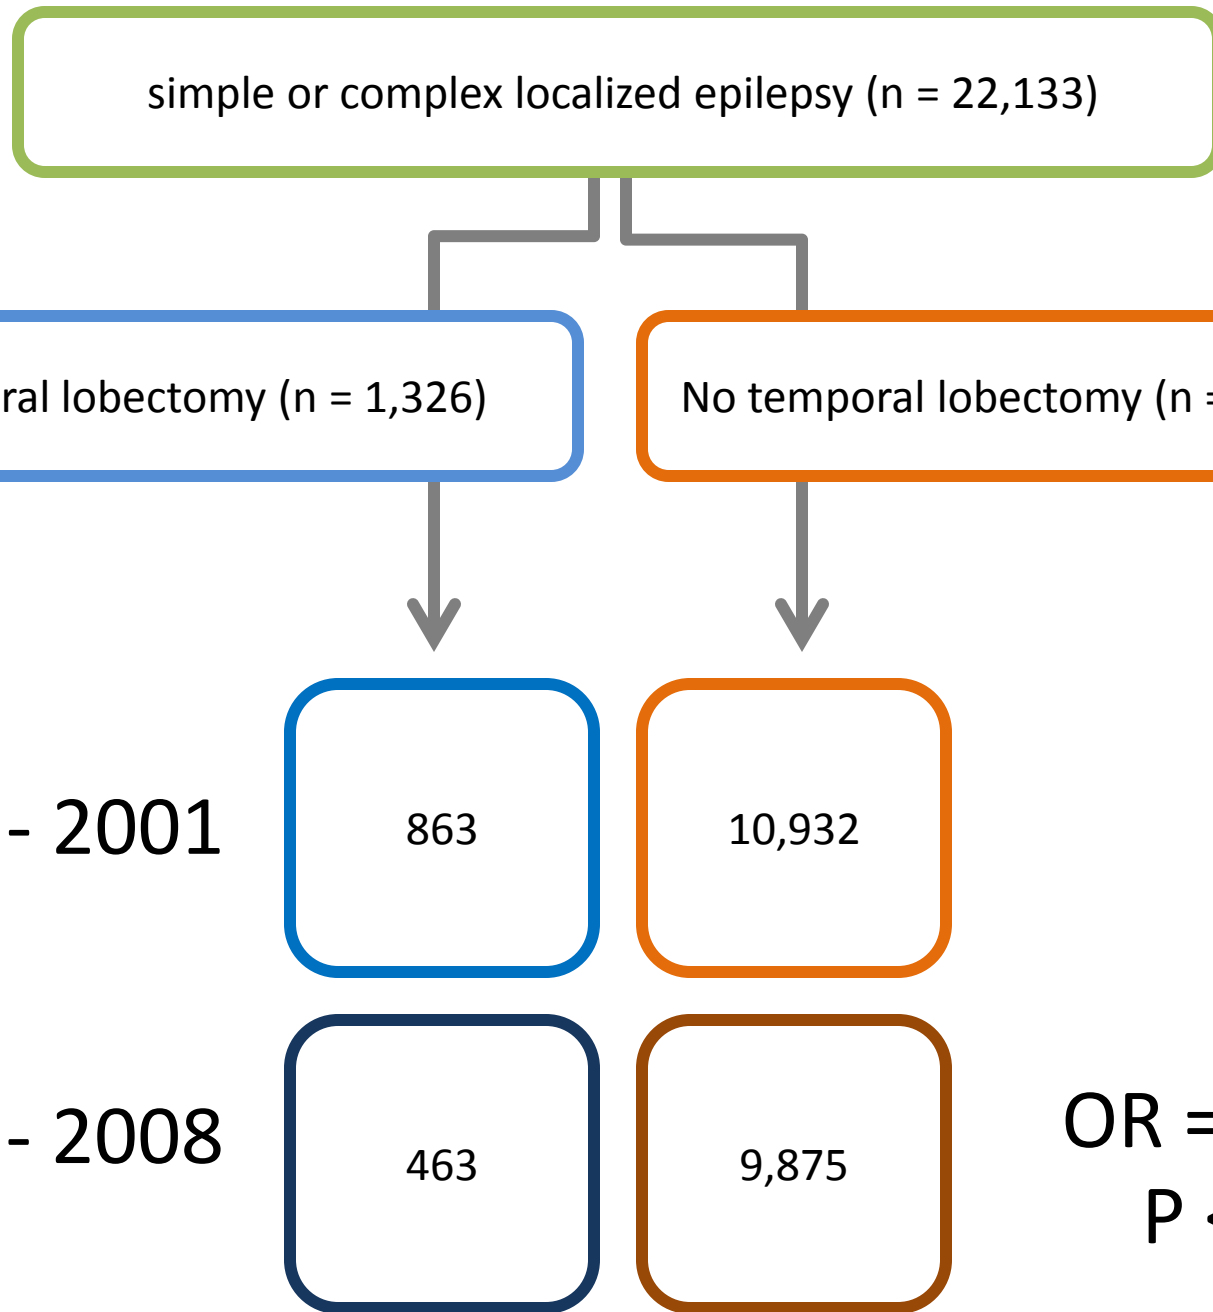 simple or complex localized epilepsy (n = 22,133)
ral lobectomy (n = 1,326)
No temporal lobectomy (n =
- 2001
863
10,932
- 2008
463
9,875
OR =
P <